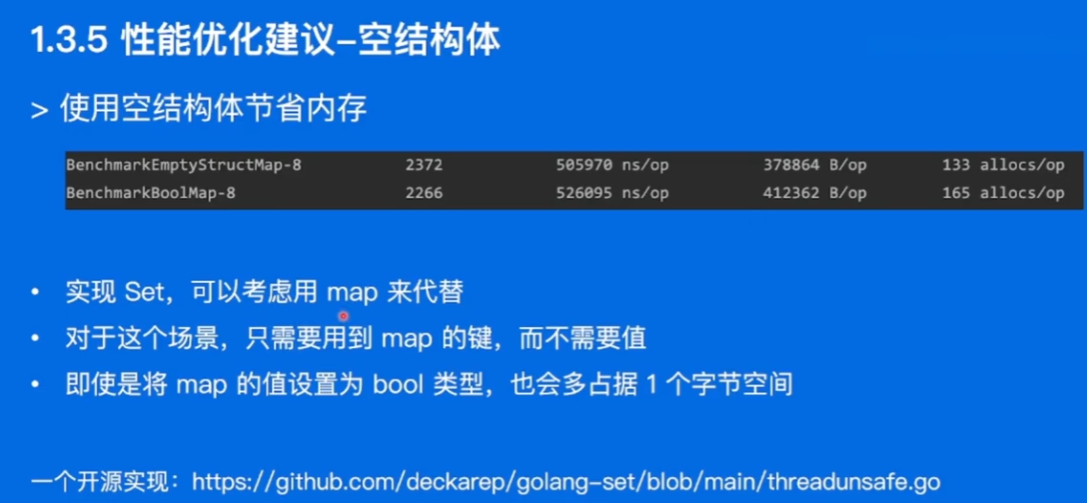 1.3.5 性能优化建议-空结构体
> 使用空结构体节省内存
BenchmarkEmptyStructMap-8 2372 505970 ns/op 378864 B/op 133 allocs/op
BenchmarkBoolMap-8 2266 526095 ns/op 412362 B/op 165 allocs/op
• 实现 Set，可以考虑用 map 来代替
• 对于这个场景，只需要用到 map 的键，而不需要值
• 即使是将 map 的值设置为 bool 类型，也会多占据 1 个字节空间
一个开源实现：https://github.com/deckarep/golang-set/blob/main/threadunsafe.go